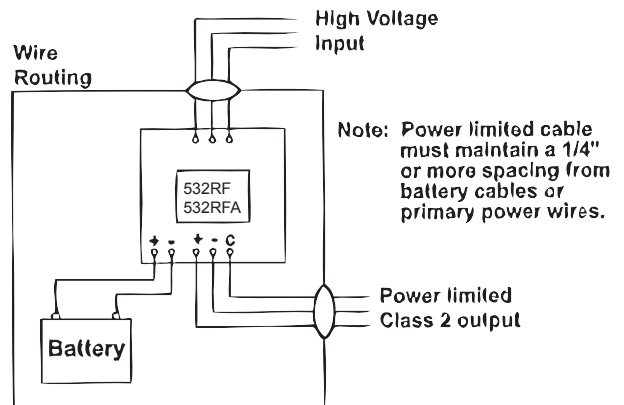 High Voltage
Input
Wire
Routing
Note: Power limited cable
must maintain a 1/4"
or more spacing from
battery cables or
primary power wires.
532RF
532RFA
+ - + - C
Power limited
Class 2 output
Battery